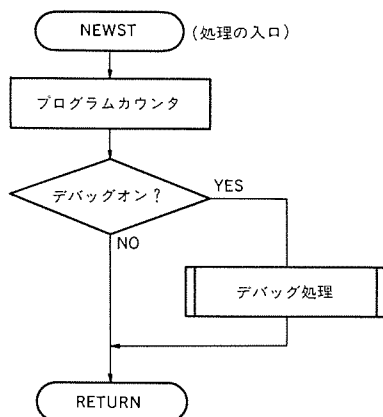 NEWST
(処理の入口)
プログラムカウンタ
デバッグオン?
YES
NO
デバッグ処理
RETURN